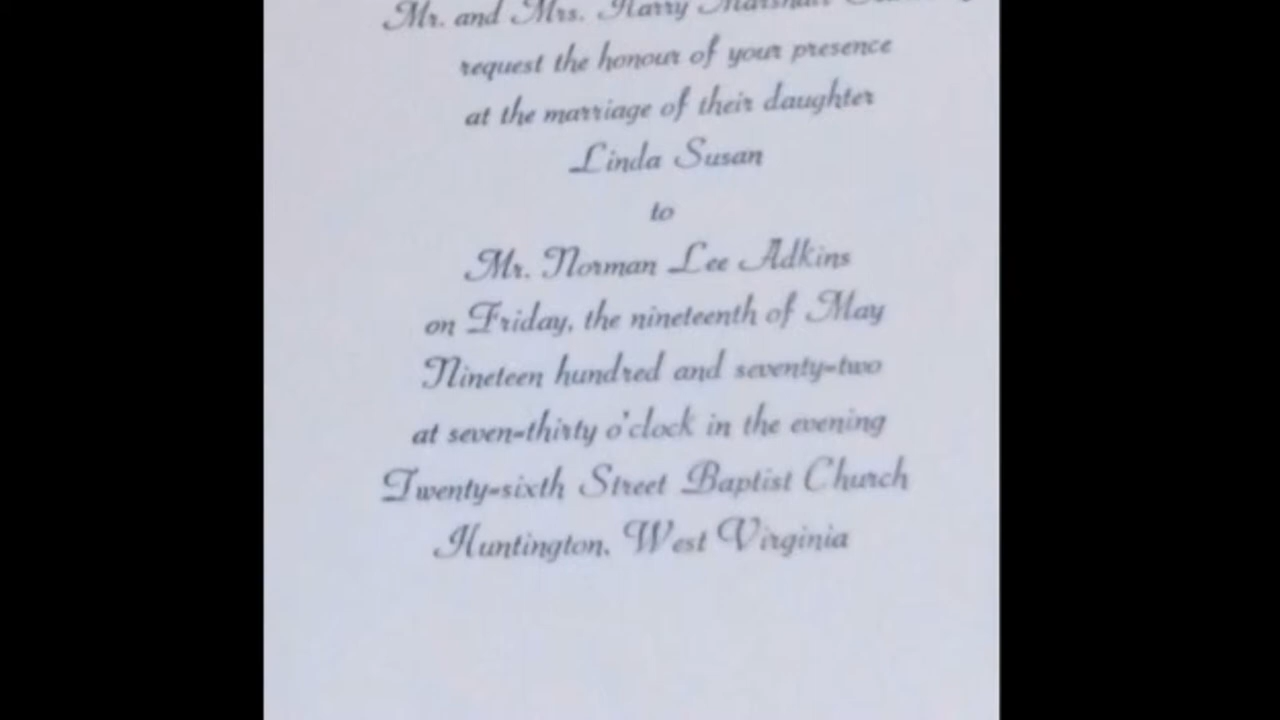 Mr. and Mrs. Harry Marshall
request the honour of your presence
at the marriage of their daughter
Linda Susan
to
Mr. Norman Lee Adkins
on Friday, the nineteenth of May
Nineteen hundred and seventy-two
at seven-thirty o'clock in the evening
Twenty-sixth Street Baptist Church
Huntington, West Virginia